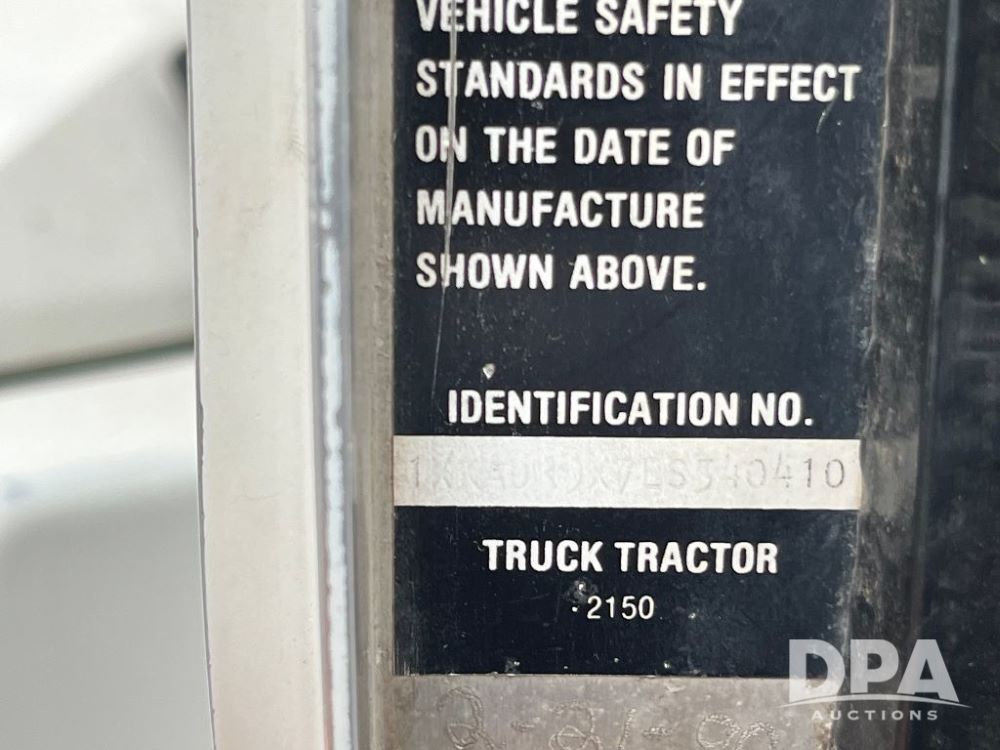 VEHICLE SAFETY
STANDARDS IN EFFECT
ON THE DATE OF
MANUFACTURE
SHOWN ABOVE.
IDENTIFICATION NO.
TRUCK TRACTOR
2150
DPA
AUCTIONS